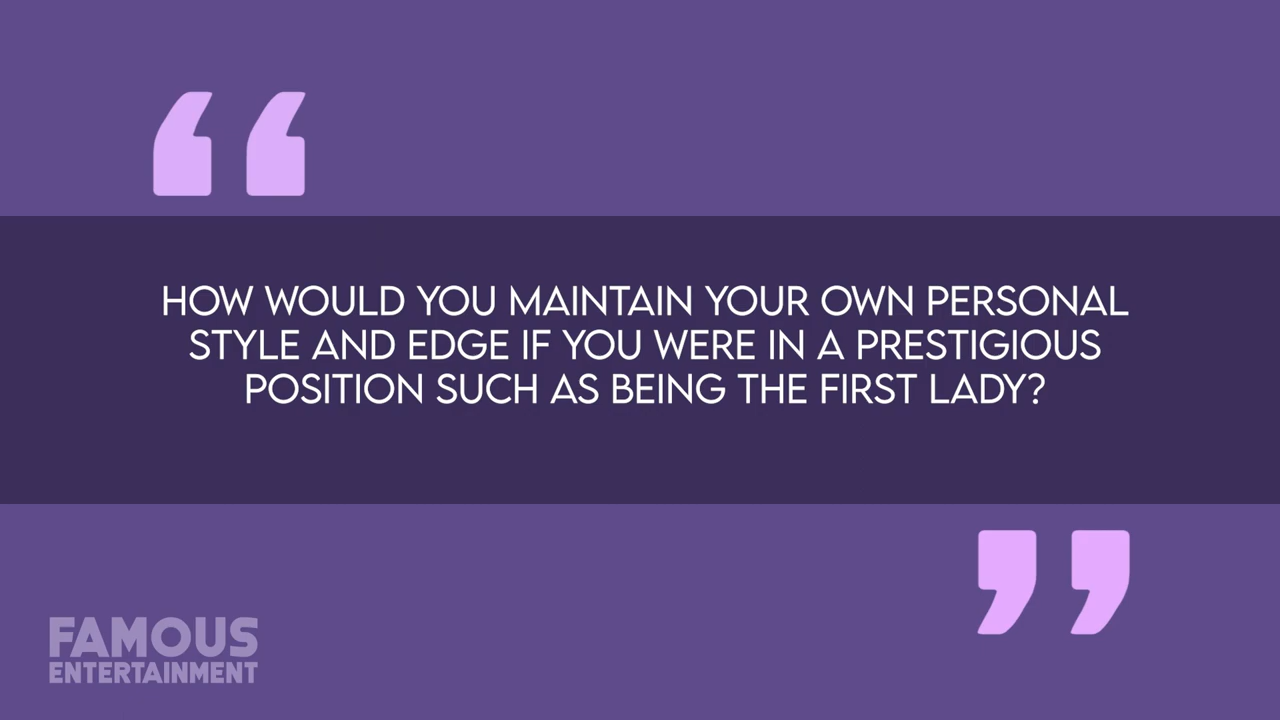 “
HOW WOULD YOU MAINTAIN YOUR OWN PERSONAL
STYLE AND EDGE IF YOU WERE IN A PRESTIGIOUS
POSITION SUCH AS BEING THE FIRST LADY?
”
FAMOUS
ENTERTAINMENT